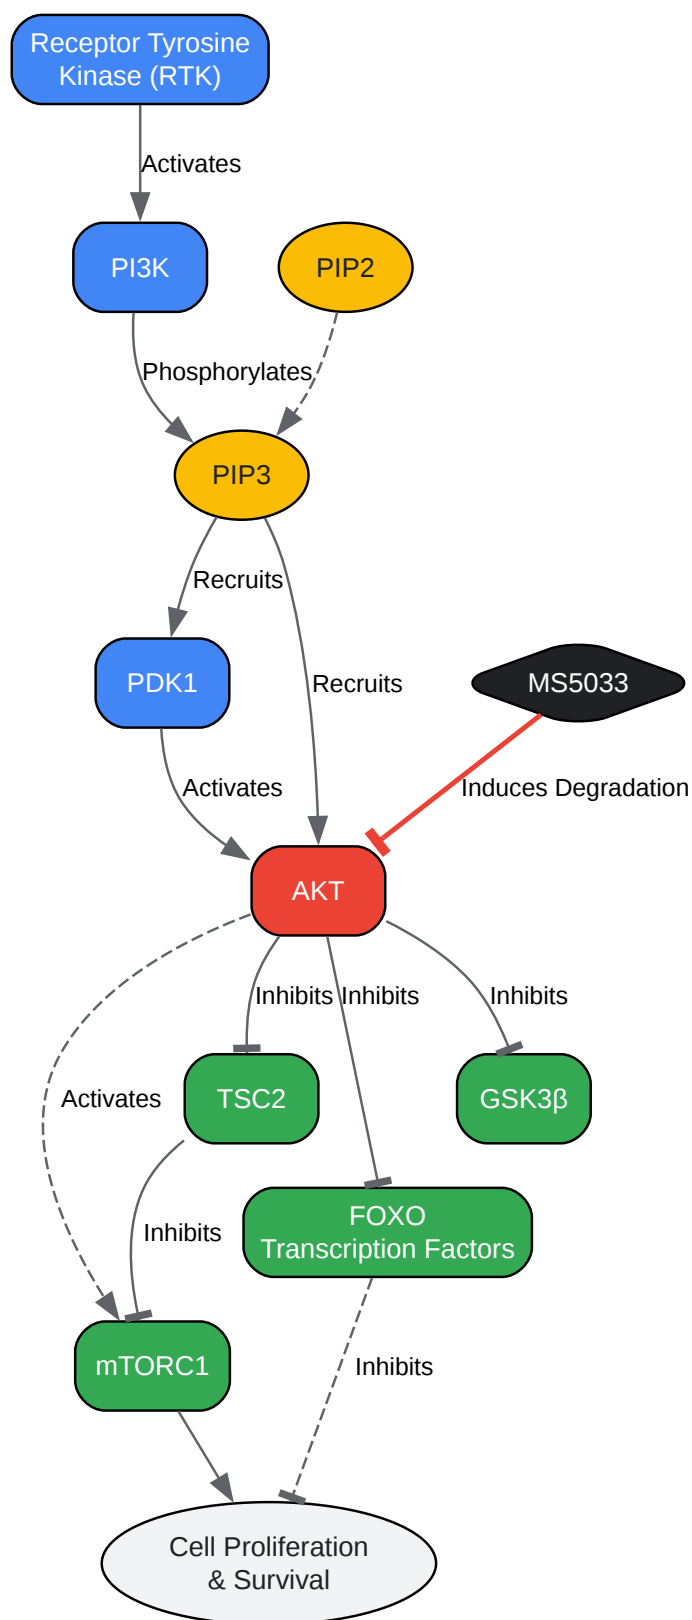 Receptor Tyrosine
Kinase (RTK)
Activates
PI3K
PIP2
Phosphorylates
PIP3
Recruits
PDK1
Recruits
MS5033
Activates
Induces Degradation
AKT
Inhibits
Inhibits
Inhibits
Activates
TSC2
GSK3β
Inhibits
FOXO
Transcription Factors
mTORC1
Inhibits
Cell Proliferation
& Survival